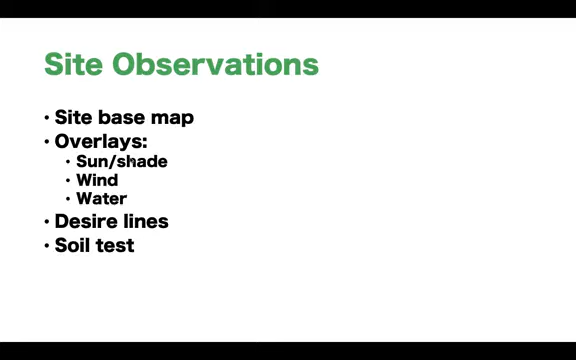 Site Observations
• Site base map
• Overlays:
• Sun/shade
• Wind
• Water
• Desire lines
• Soil test